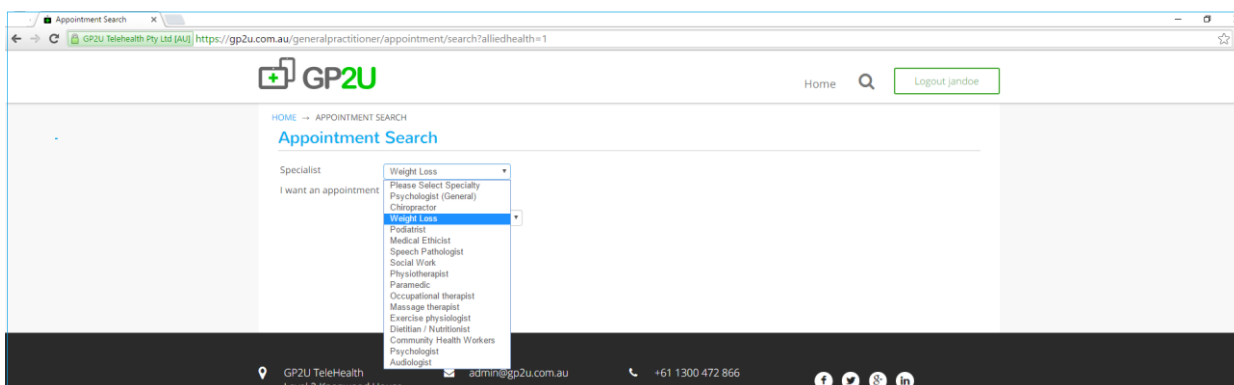 Appointment Search
GP2U Telehealth Pty Ltd [AU] https://gp2u.com.au/generalpractitioner/appointment/search?alliedhealth=1
GP2U
Home
Logout jandoe
HOME → APPOINTMENT SEARCH
Appointment Search
Specialist
Weight Loss
I want an appointment
Please Select Specialty
Psychologist (General)
Chiropractor
Weight Loss
Podiatrist
Medical Ethicist
Speech Pathologist
Social Work
Physiotherapist
Paramedic
Occupational therapist
Massage therapist
Exercise physiologist
Dietitian / Nutritionist
Community Health Workers
Psychologist
Audiologist
GP2U TeleHealth
admin@gp2u.com.au
+61 1300 472 866